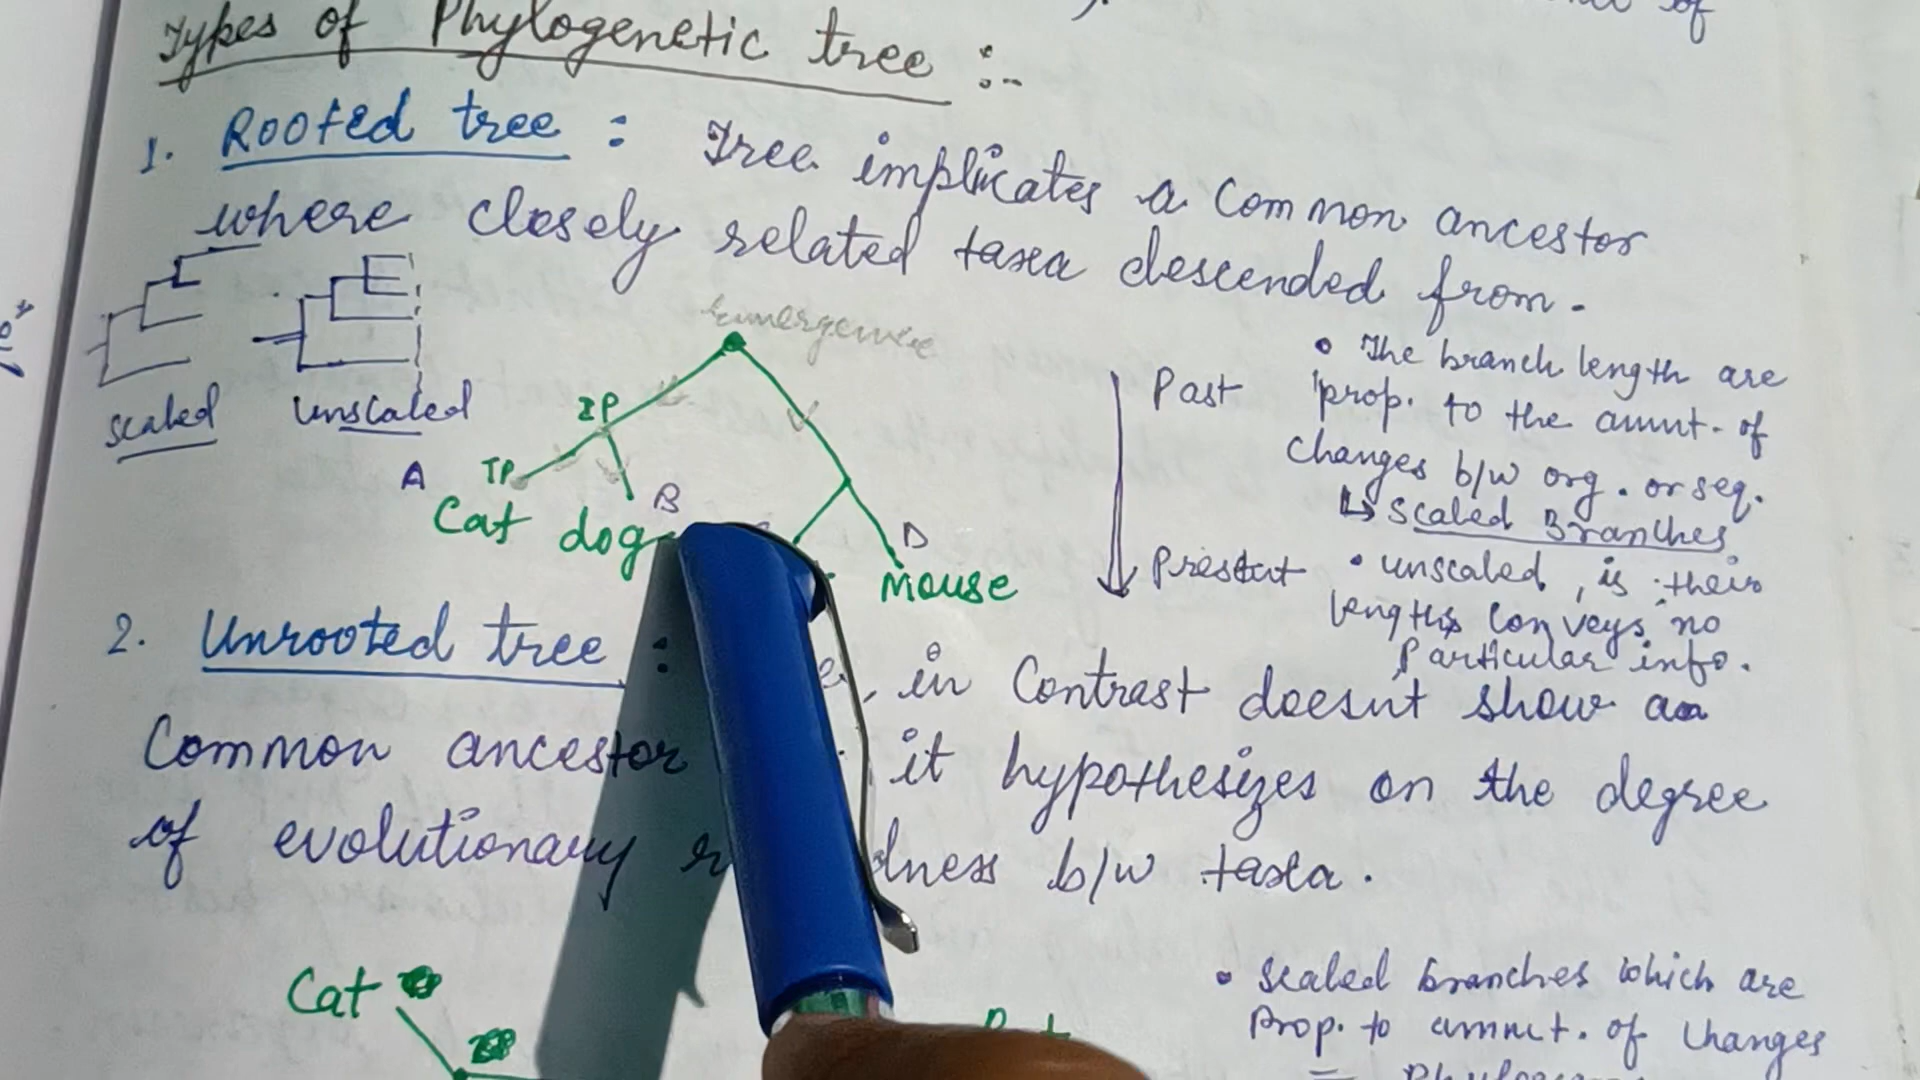 of
Types of Phylogenetic tree :-
1. Rooted tree : Tree implicates a Common ancestor
where closely related taxa descended from.
scaled
unscaled
Emergence
IP
A TP
B
D
Cat dog
Mouse
Past
Present
• The branch length are
prop. to the amnt. of
changes b/w org. or seq.
↳ Scaled Branches
• unscaled, is their
lengths conveys no
Particular info.
2. Unrooted tree : in Contrast doesnt show aa
Common ancestor it hypothesizes on the degree
of evolutionary b/w taxa.
Cat
• scaled branches which are
Prop. to amnt. of changes